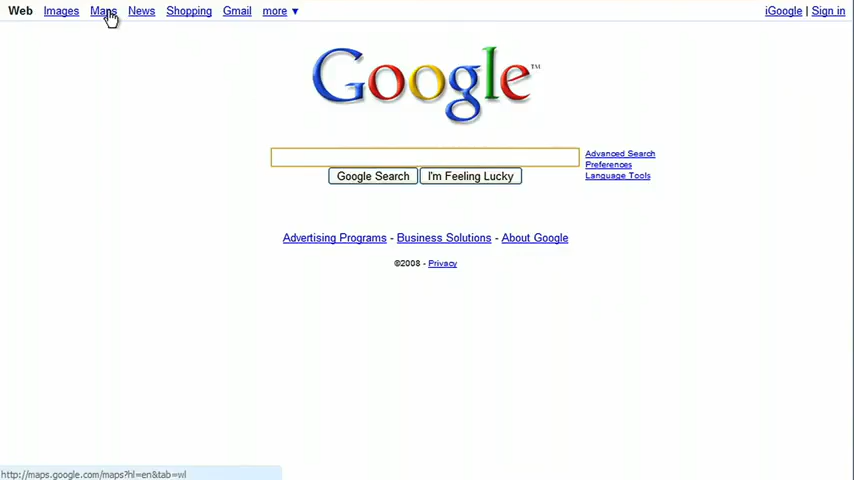 Web Images Maps News Shopping Gmail more ▼ iGoogle | Sign in
Google™
Advanced Search
Preferences
Language Tools
Google Search I'm Feeling Lucky
Advertising Programs - Business Solutions - About Google
©2008 - Privacy
http://maps.google.com/maps?hl=en&tab=wl